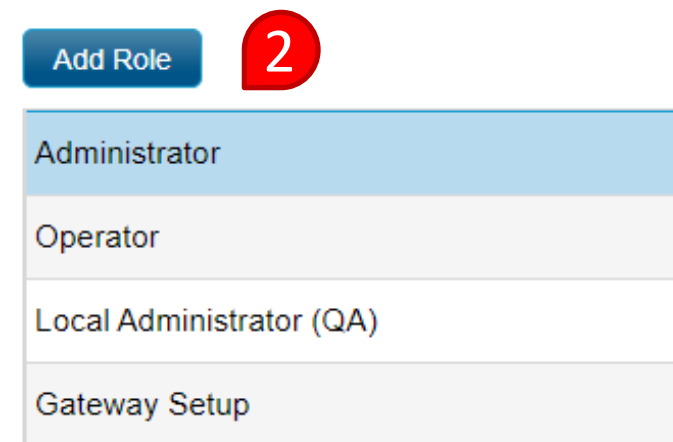 Add Role
2
Administrator
Operator
Local Administrator (QA)
Gateway Setup